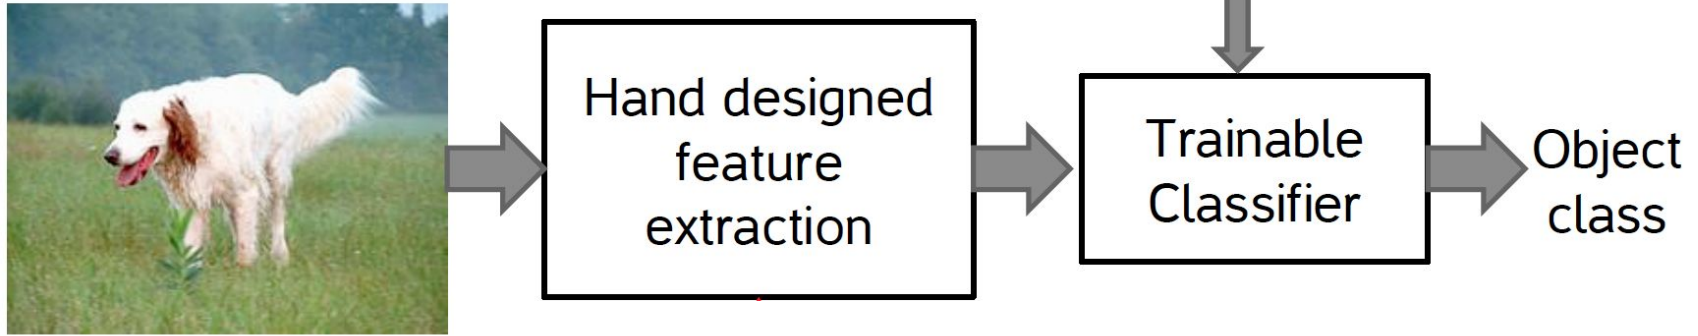 Hand designed
feature
extraction
Trainable
Classifier
Object
class